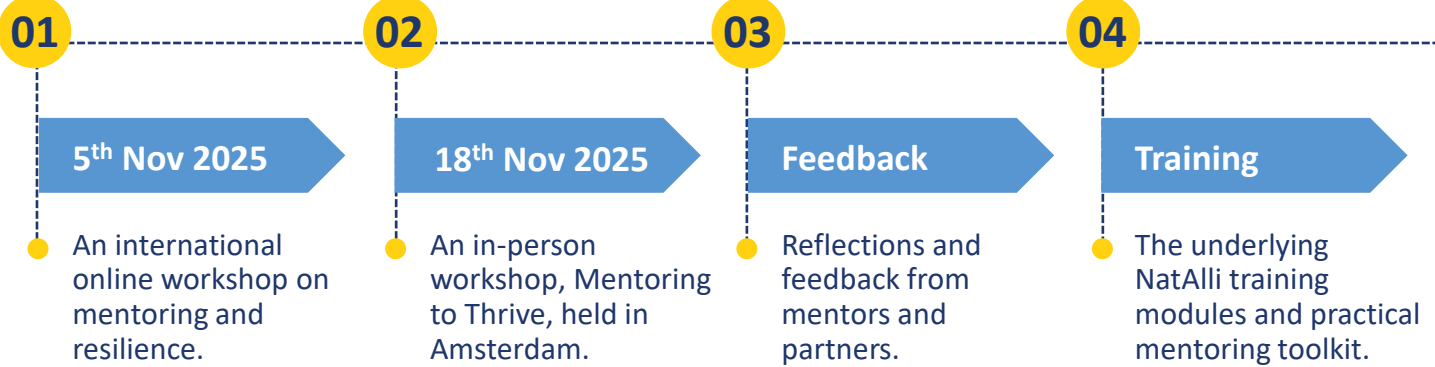 01
5th Nov 2025
An international
online workshop on
mentoring and
resilience.
02
18th Nov 2025
An in-person
workshop, Mentoring
to Thrive, held in
Amsterdam.
03
Feedback
Reflections and
feedback from
mentors and
partners.
04
Training
The underlying
NatAlli training
modules and practical
mentoring toolkit.